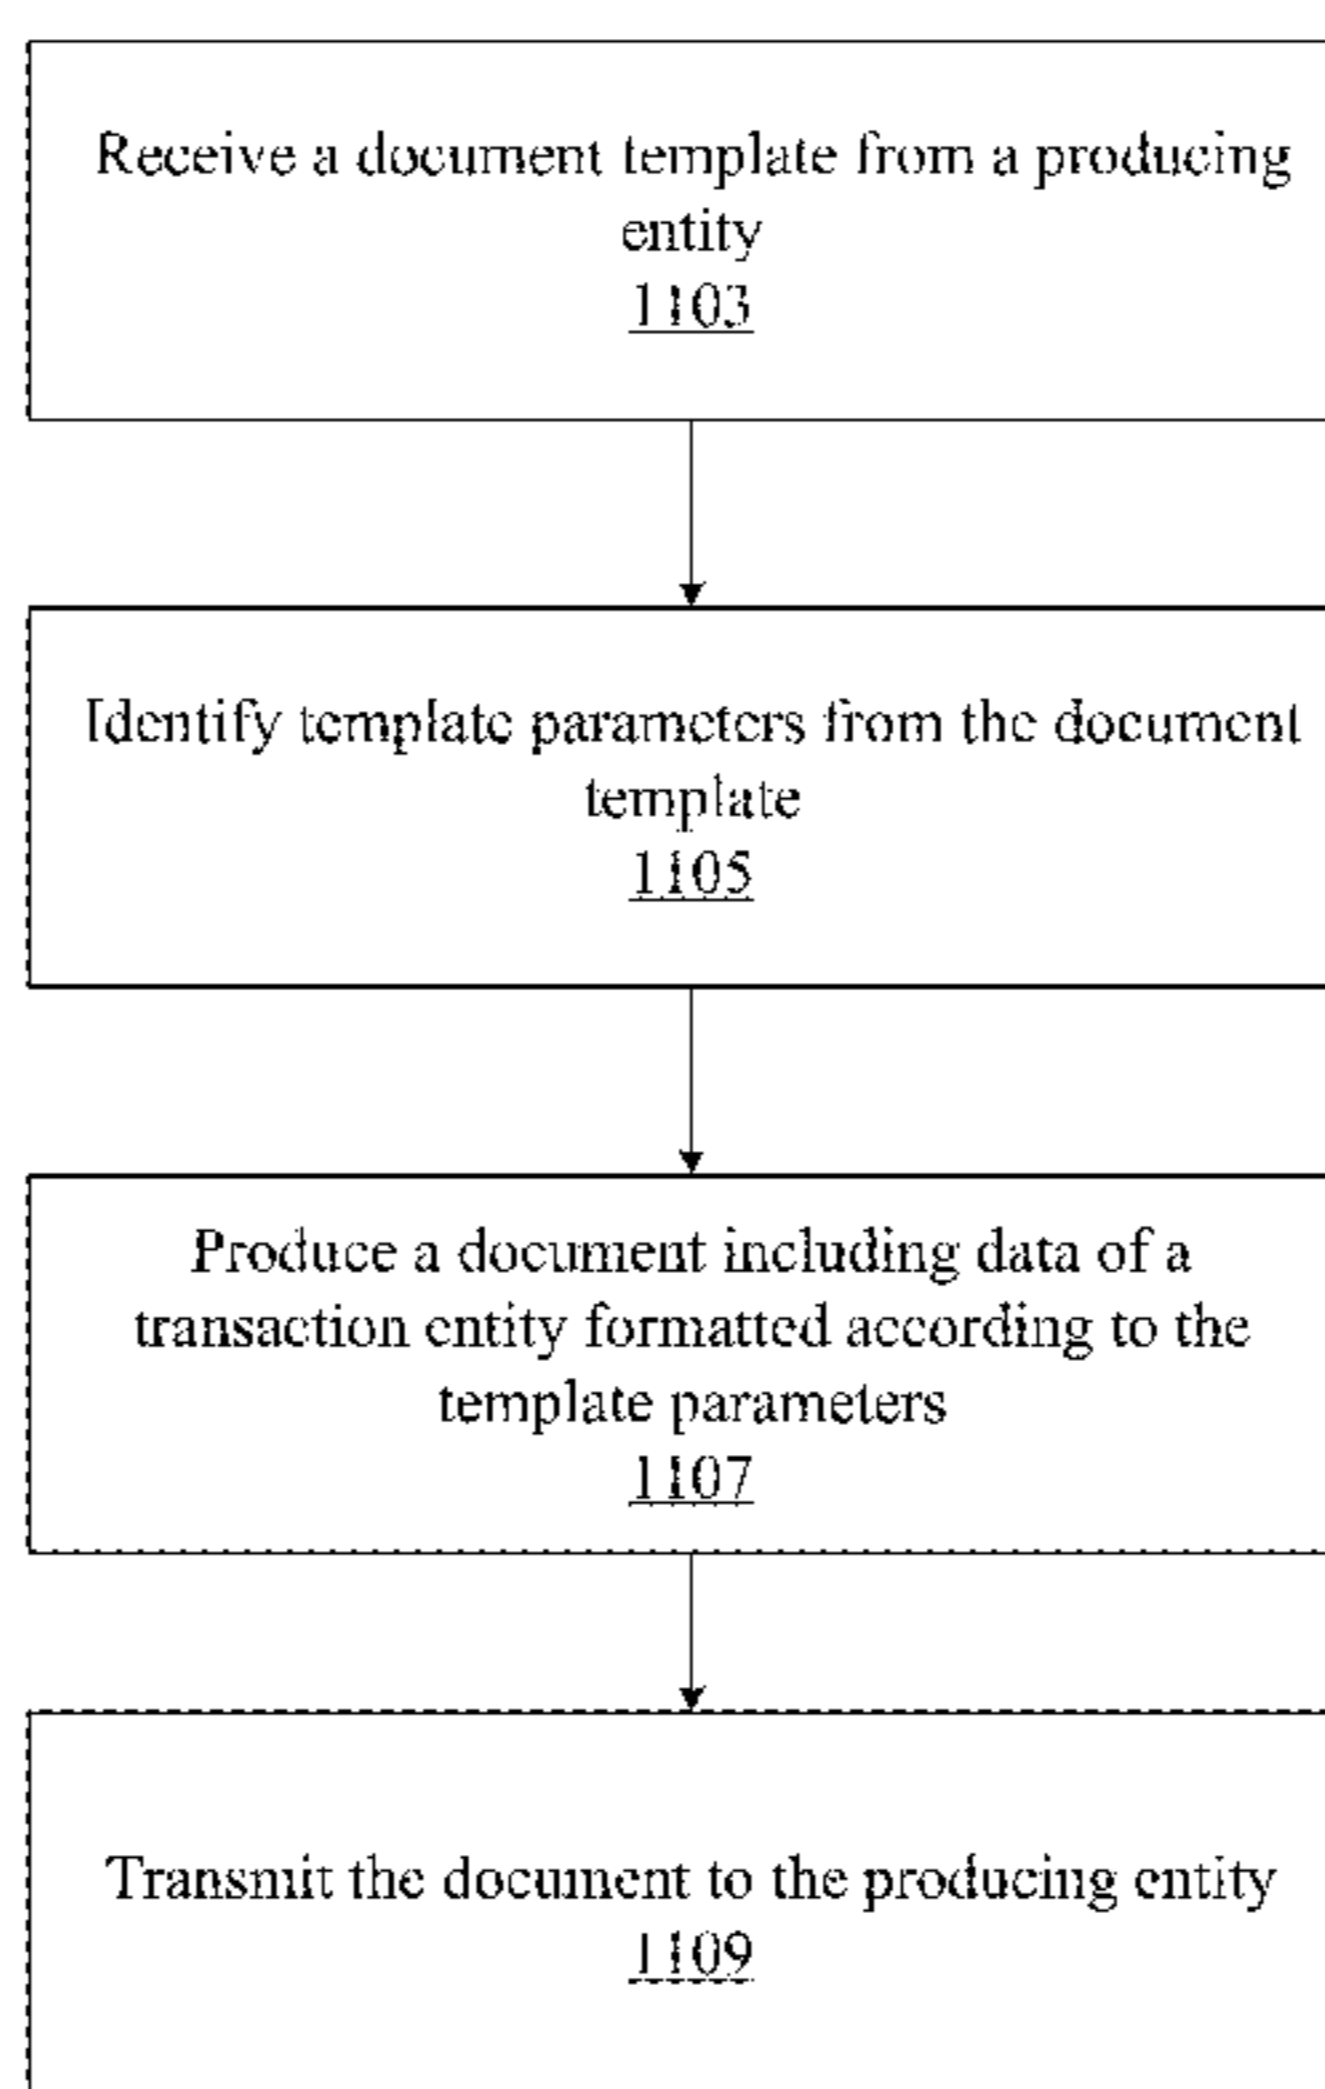 Receive a document template from a producing
entity
1103
Identify template parameters from the document
template
1105
Produce a document including data of a
transaction entity formatted according to the
template parameters
1107
Transmit the document to the producing entity
1109